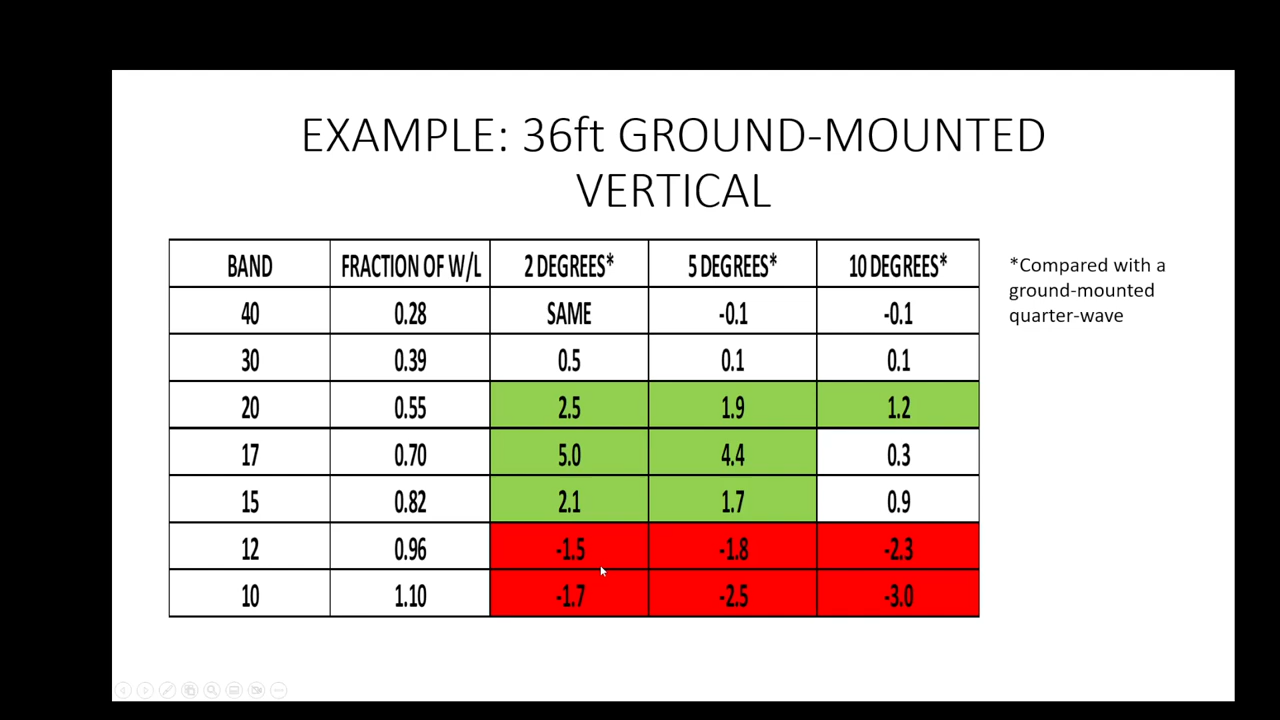 EXAMPLE: 36ft GROUND-MOUNTED
VERTICAL
BAND FRACTION OF W/L 2 DEGREES* 5 DEGREES* 10 DEGREES*
40 0.28 SAME -0.1 -0.1
30 0.39 0.5 0.1 0.1
20 0.55 2.5 1.9 1.2
17 0.70 5.0 4.4 0.3
15 0.82 2.1 1.7 0.9
12 0.96 -1.5 -1.8 -2.3
10 1.10 -1.7 -2.5 -3.0
*Compared with a
ground-mounted
quarter-wave